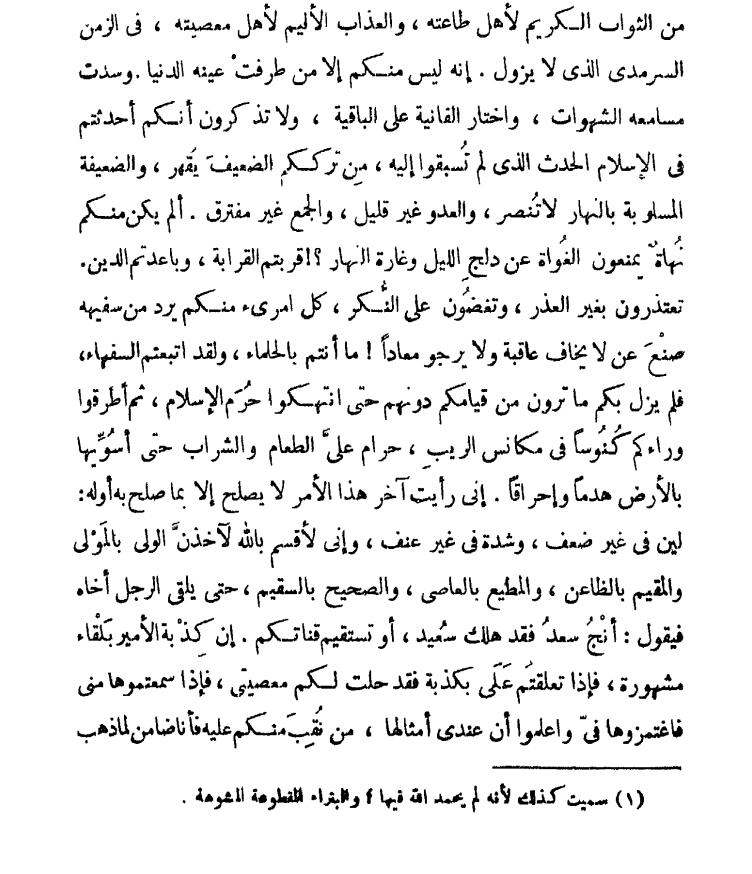 من الثواب الكريم لأهل طاعته ، والعذاب الأليم لأهل معصيته ، فى الزمن
السرمدى الذى لا يزول . إنه ليس منكم إلا من طرفتْ عينه الدنيا . وسدت
مسامعه الشهوات ، واختار الفانية على الباقية ، ولا تذكرون أنكم أحدثتم
فى الإسلام الحدث الذى لم تُسبقوا إليه ، مِن تركِكم الضعيفَ يُقهر ، والضعيفة
المسلوبة بالنهار لا تُنصر ، والعدو غير قليل ، والجمع غير مفترق . ألم يكن منكم
نُهاةٌ يمنعون الغُواة عن دلجِ الليل وغارة النهار ؟! قربتم القرابة ، وباعدتم الدين .
تعتذرون بغير العذر ، وتغضُون على النُّكر ، كل امرىء منكم يرد من سفيهه
صنْعَ عن لا يخاف عاقبة ولا يرجو معاداً ! ما أنتم بالحلماء ، ولقد اتبعتم السفهاء ،
فلم يزل بكم ما ترون من قيامكم دونهم حتى انتهكوا حُرَم الإسلام ، ثم أطرقوا
وراءكم كُنُوساً فى مكانس الريبِ ، حرام علىَّ الطعام والشراب حتى أسوِّيها
بالأرض هدماً وإحراقاً . إنى رأيت آخر هذا الأمر لا يصلح إلا بما صلح به أوله :
لين فى غير ضعف ، وشدة فى غير عنف ، وإنى لأقسم بالله لآخذنَّ الولى بالمَوْلى
والمقيم بالظاعن ، والمطيع بالعاصى ، والصحيح بالسقيم ، حتى يلقى الرجل أخاه
فيقول : أنْجُ سعدُ فقد هلك سُعيد ، أو تستقيم قناتكم . إن كِذْبة الأمير بَلْقاء
مشهورة ، فإذا تعلقتم عَلَى بكذبة فقد حلت لكم معصيتى ، فإذا سمعتموها منى
فاغتمزوها فىّ واعلموا أن عندى أمثالها ، من نُقِبَ منكم عليه فأنا ضامن لما ذهب
(١) سميت كذلك لأنه لم يحمد الله فيها ؛ والبتراء المقطوعة المشوهة .